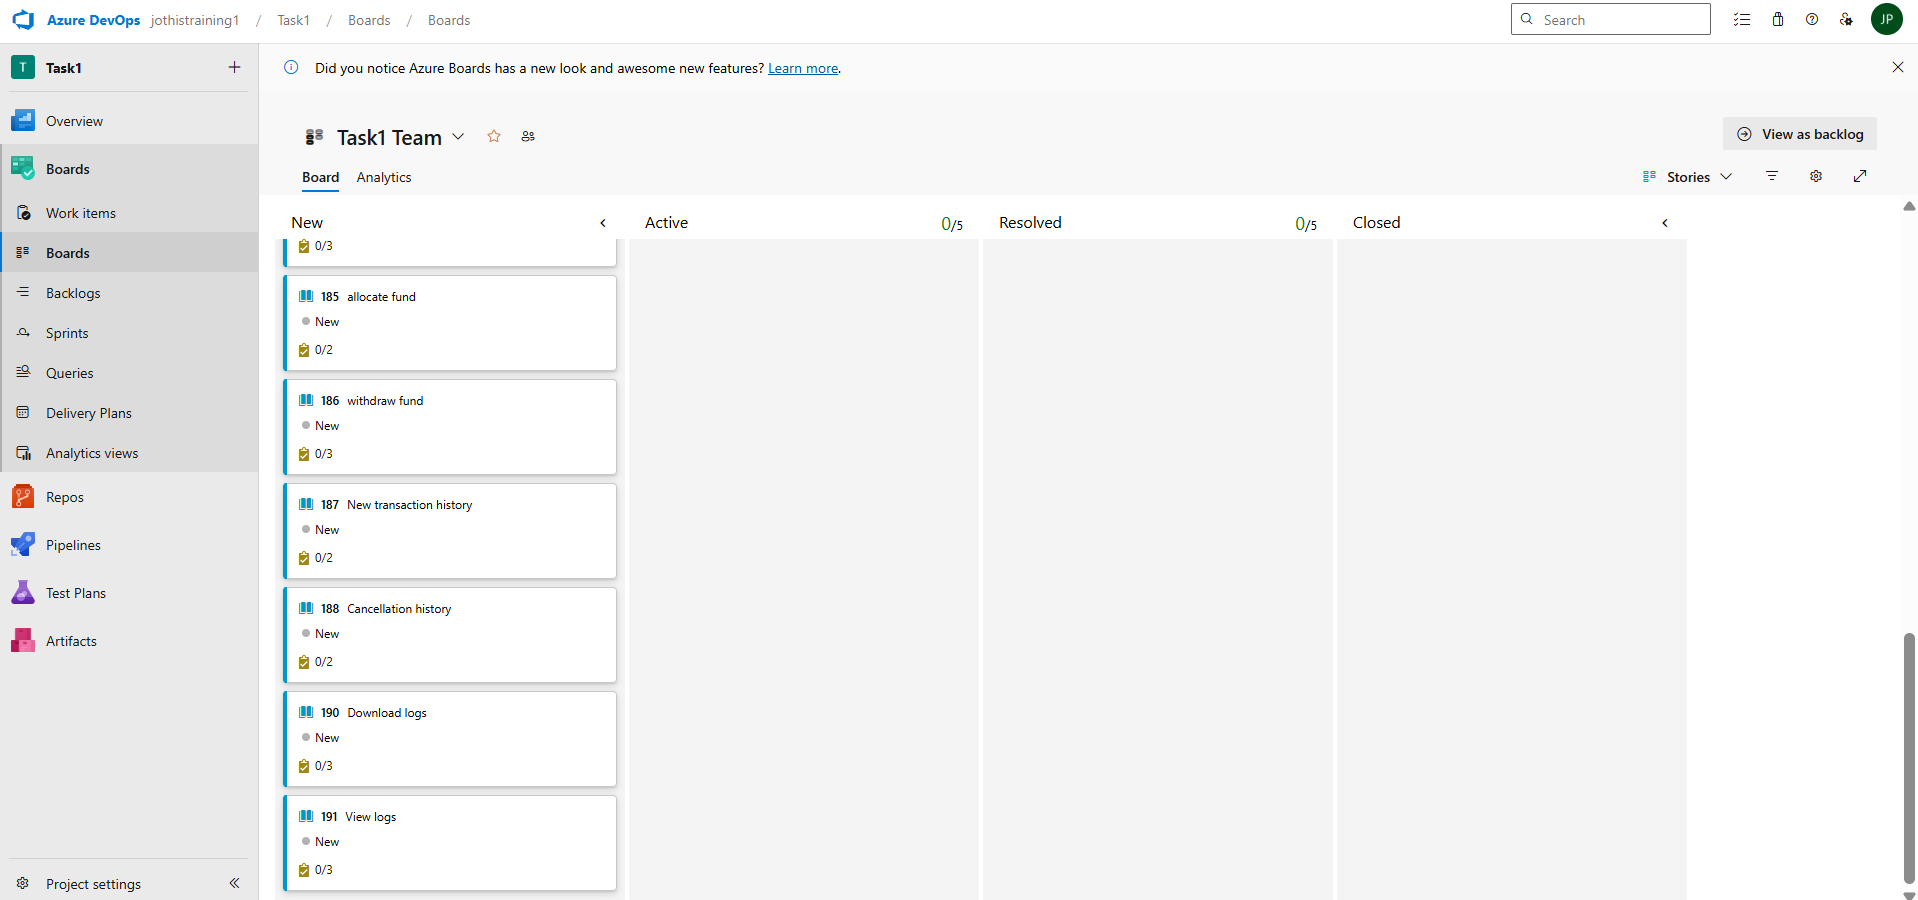 Azure DevOps jothistraining1 / Task1 / Boards / Boards
Search
JP
T Task1
Did you notice Azure Boards has a new look and awesome new features? Learn more.
Overview
Boards
Work items
Boards
Backlogs
Sprints
Queries
Delivery Plans
Analytics views
Repos
Pipelines
Test Plans
Artifacts
Project settings
Task1 Team
View as backlog
Board Analytics
Stories
New
Active 0/5
Resolved 0/5
Closed
0/3
185 allocate fund
New
0/2
186 withdraw fund
New
0/3
187 New transaction history
New
0/2
188 Cancellation history
New
0/2
190 Download logs
New
0/3
191 View logs
New
0/3